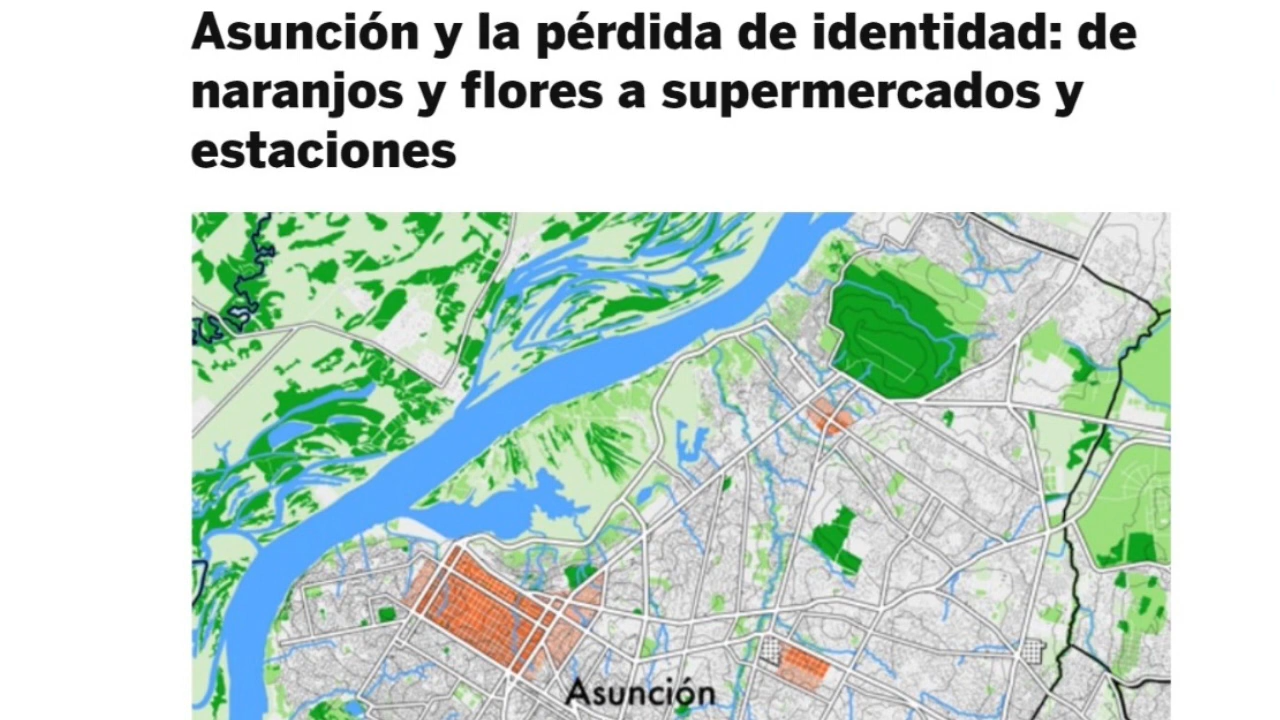 Asunción y la pérdida de identidad: de
naranjos y flores a supermercados y
estaciones
Asunción